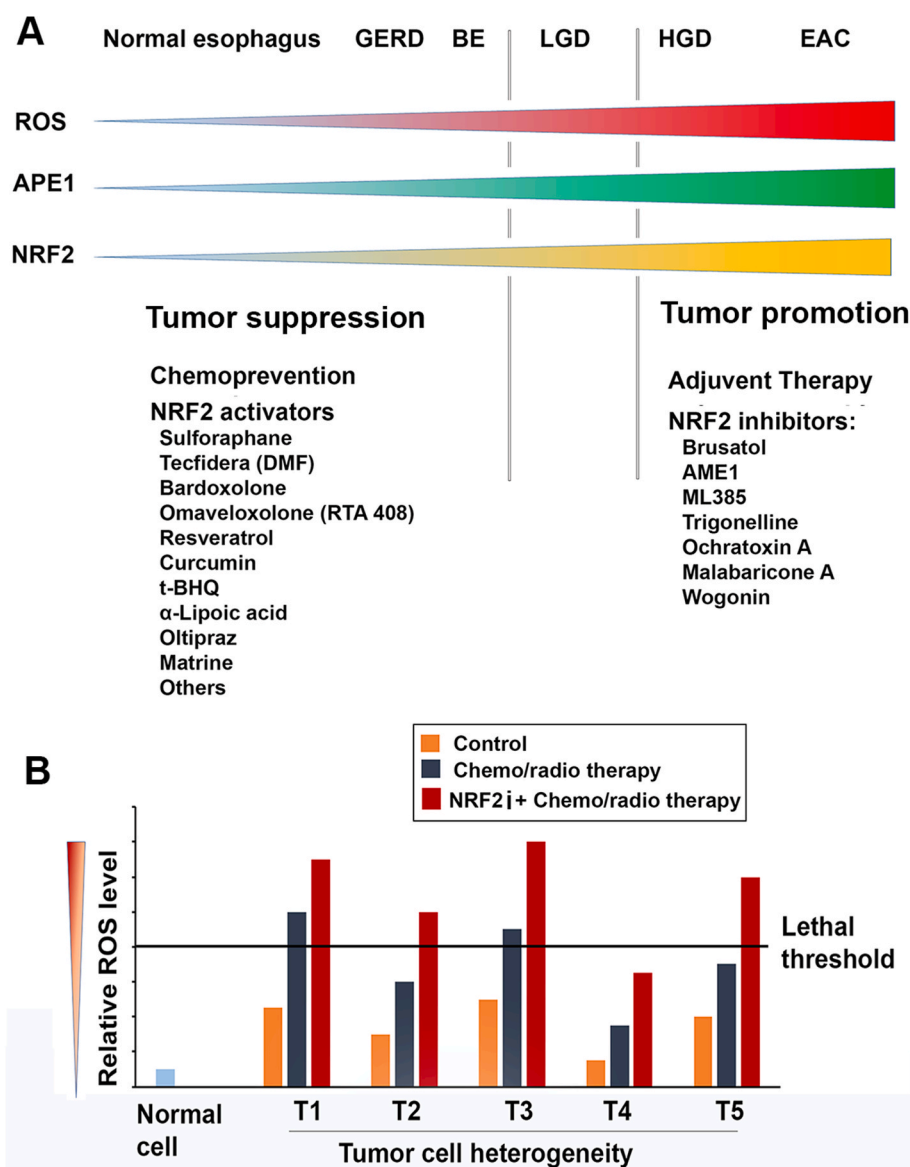 A
Normal esophagus GERD BE LGD HGD EAC
ROS
APE1
NRF2
Tumor suppression
Chemoprevention
NRF2 activators
Sulforaphane
Tecfidera (DMF)
Bardoxolone
Omaveloxolone (RTA 408)
Resveratrol
Curcumin
t-BHQ
α-Lipoic acid
Oltipraz
Matrine
Others
Tumor promotion
Adjuvent Therapy
NRF2 inhibitors:
Brusatol
AME1
ML385
Trigonelline
Ochratoxin A
Malabaricone A
Wogonin
B
Control
Chemo/radio therapy
NRF2i+ Chemo/radio therapy
Relative ROS level
Lethal
threshold
Normal
cell
T1 T2 T3 T4 T5
Tumor cell heterogeneity